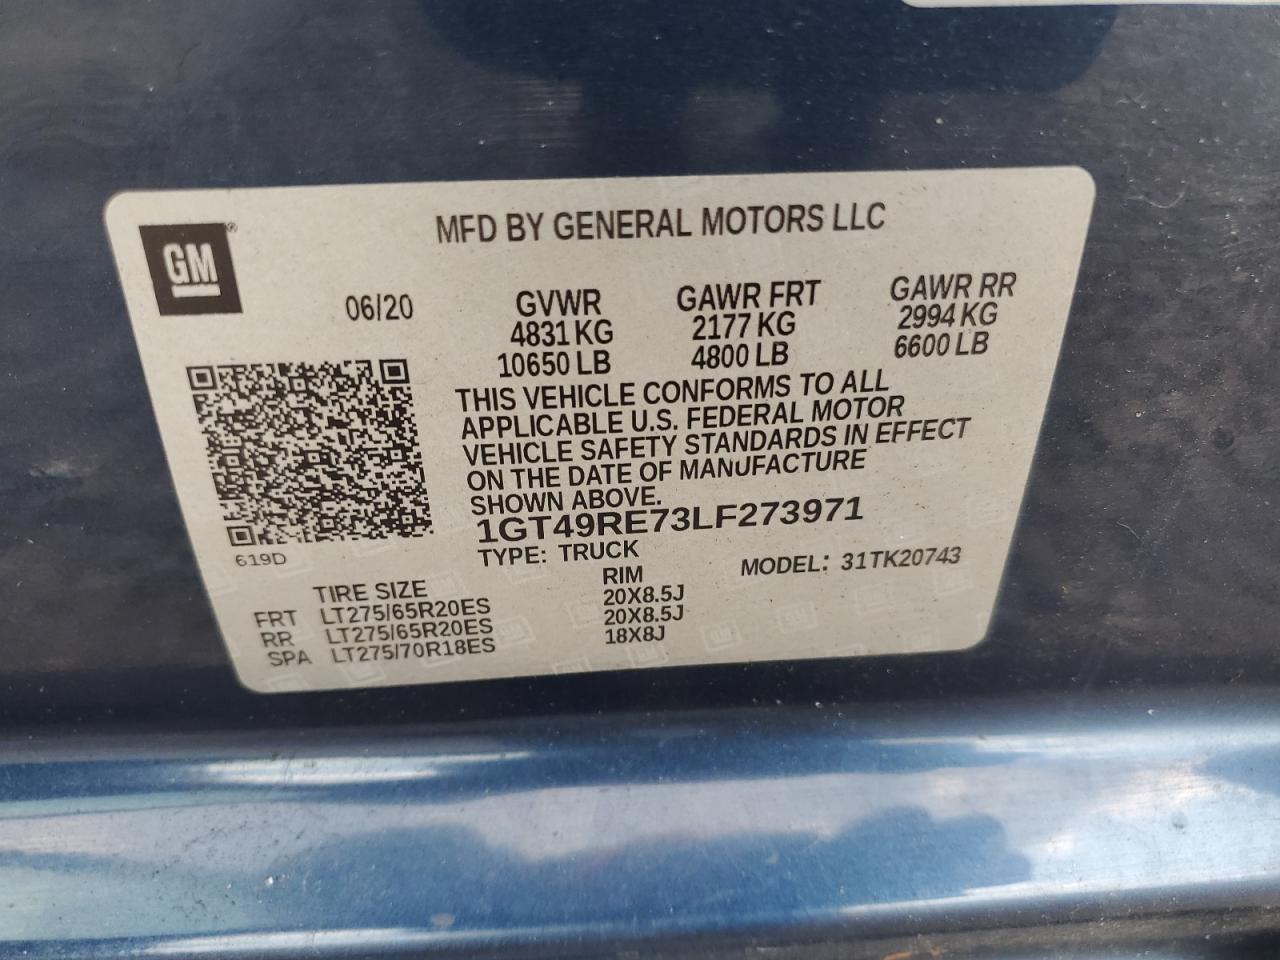 MFD BY GENERAL MOTORS LLC
GM®
06/20
GVWR GAWR FRT GAWR RR
4831 KG 2177 KG 2994 KG
10650 LB 4800 LB 6600 LB
THIS VEHICLE CONFORMS TO ALL
APPLICABLE U.S. FEDERAL MOTOR
VEHICLE SAFETY STANDARDS IN EFFECT
ON THE DATE OF MANUFACTURE
SHOWN ABOVE.
1GT49RE73LF273971
619D
TYPE: TRUCK MODEL: 31TK20743
TIRE SIZE RIM
FRT LT275/65R20ES 20X8.5J
RR LT275/65R20ES 20X8.5J
SPA LT275/70R18ES 18X8J